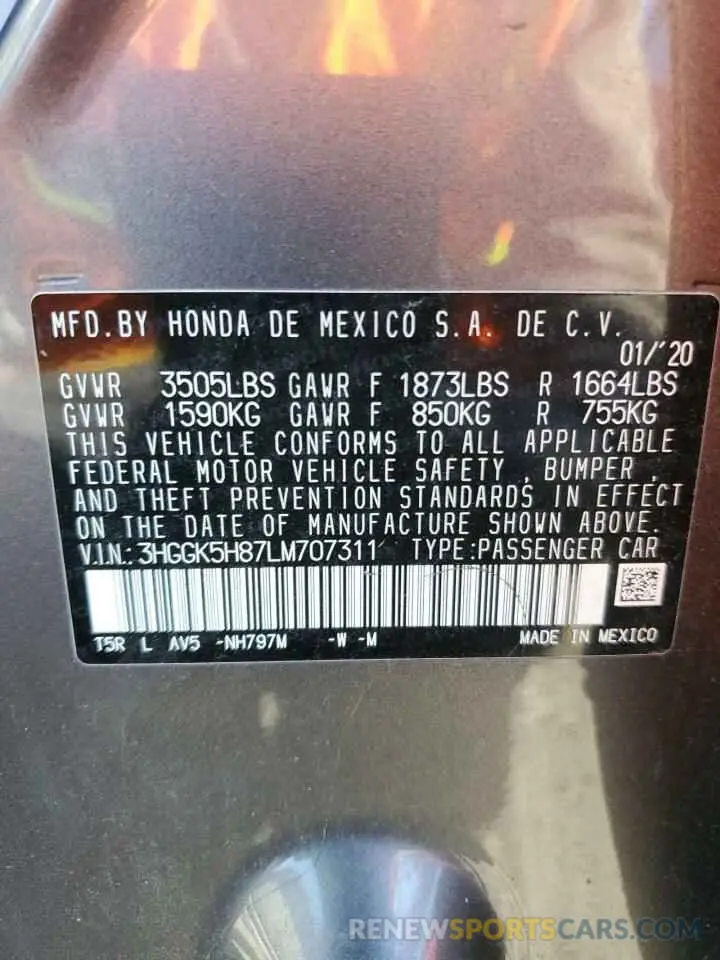 MFD.BY HONDA DE MEXICO S.A. DE C.V.
01/'20
GVWR 3505LBS GAWR F 1873LBS R 1664LBS
GVWR 1590KG GAWR F 850KG R 755KG
THIS VEHICLE CONFORMS TO ALL APPLICABLE
FEDERAL MOTOR VEHICLE SAFETY , BUMPER ,
AND THEFT PREVENTION STANDARDS IN EFFECT
ON THE DATE OF MANUFACTURE SHOWN ABOVE.
V.I.N.: 3HGGK5H87LM707311 TYPE:PASSENGER CAR
T5R L AV5 -NH797M -W -M MADE IN MEXICO
RENEWSPORTSCARS.COM